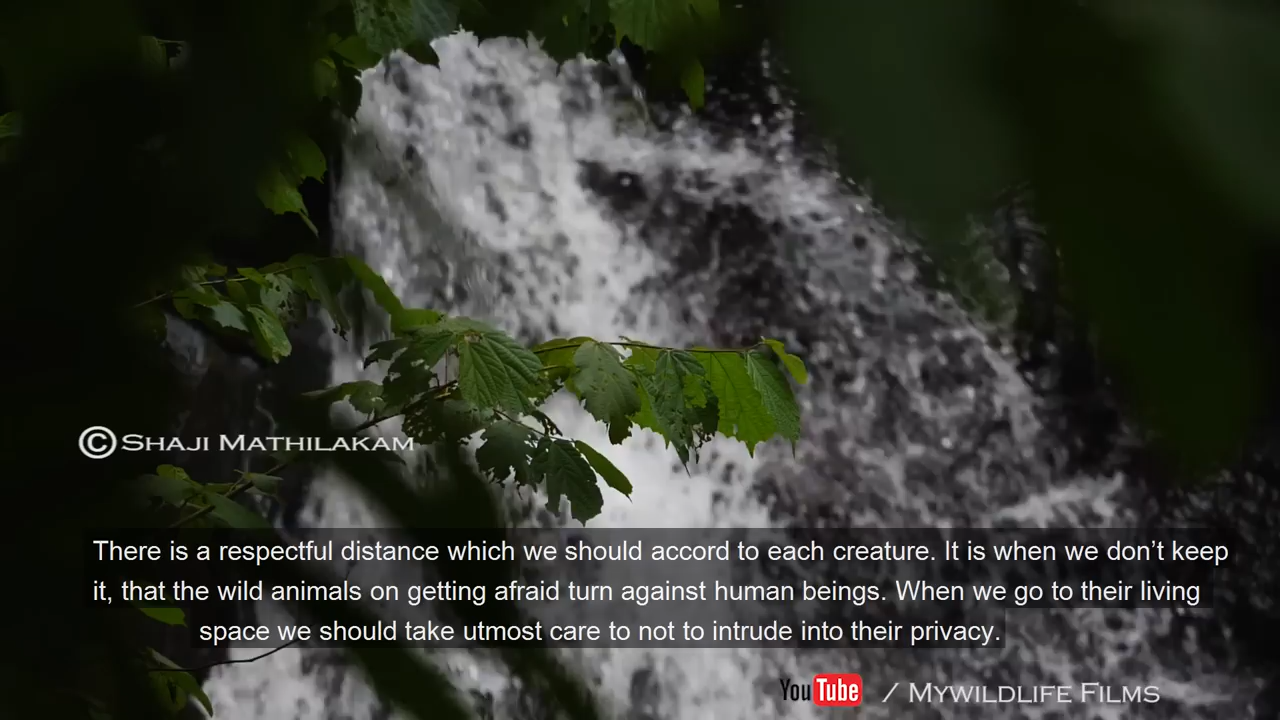 ©Shaji Mathilakam
There is a respectful distance which we should accord to each creature. It is when we don’t keep
it, that the wild animals on getting afraid turn against human beings. When we go to their living
space we should take utmost care to not to intrude into their privacy.
YouTube / Mywildlife Films